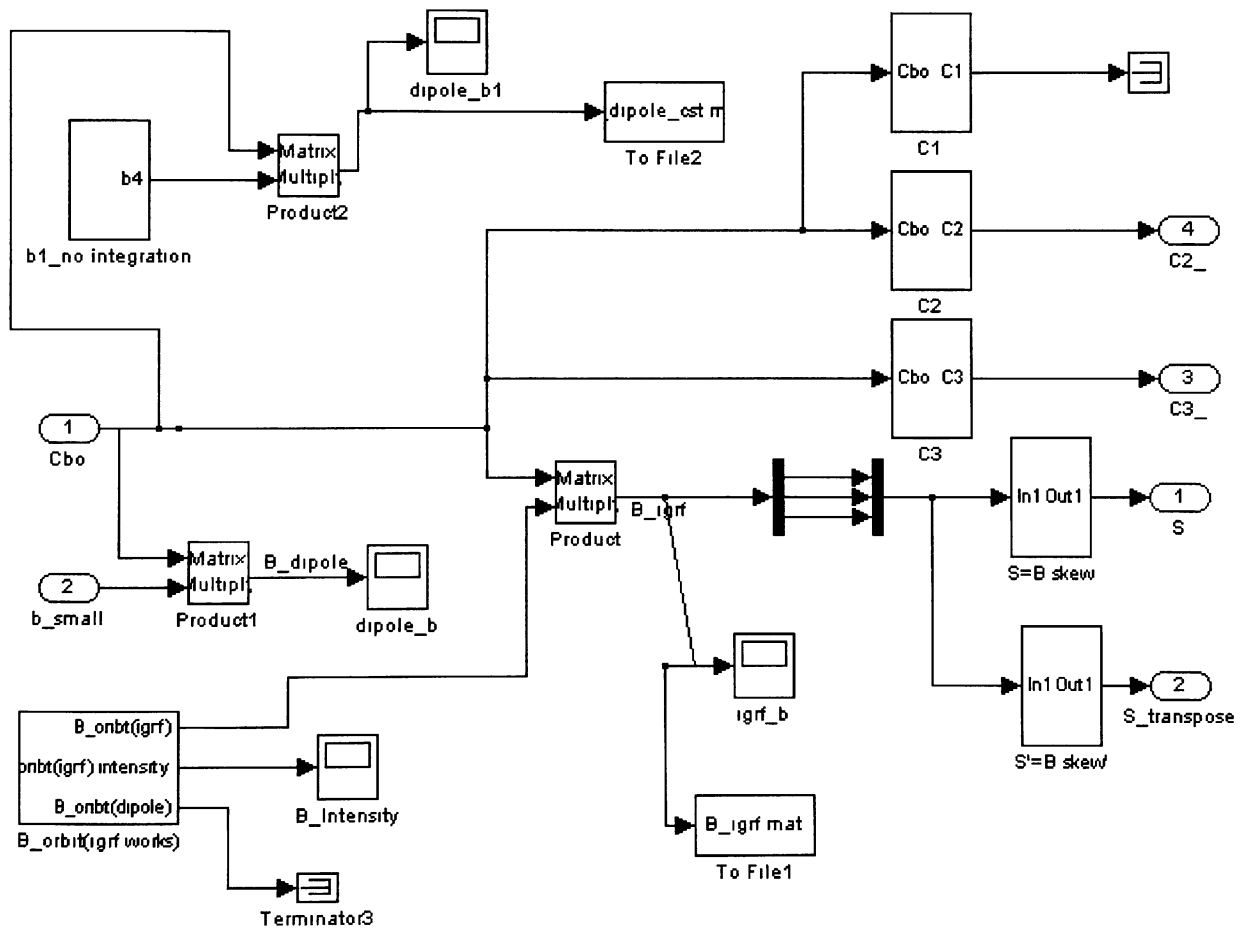 dipole_b1
dipole_cst m
To File2
Cbo C1
C1
b4
b1_no integration
Matrix
Multipl
Product2
Cbo C2
C2
4
C2_
Cbo C3
C3
3
C3_
1
Cbo
Matrix
Multipl
Product
B_igrf
In1 Out1
S=B skew
1
S
2
b_small
Matrix
Multipl
Product1
B_dipole
dipole_b
igrf_b
In1 Out1
S'=B skew'
2
S_transpose
B_orbit(igrf)
orbit(igrf) intensity
B_orbit(dipole)
B_orbit(igrf works)
B_Intensity
B_igrf mat
To File1
Terminator3